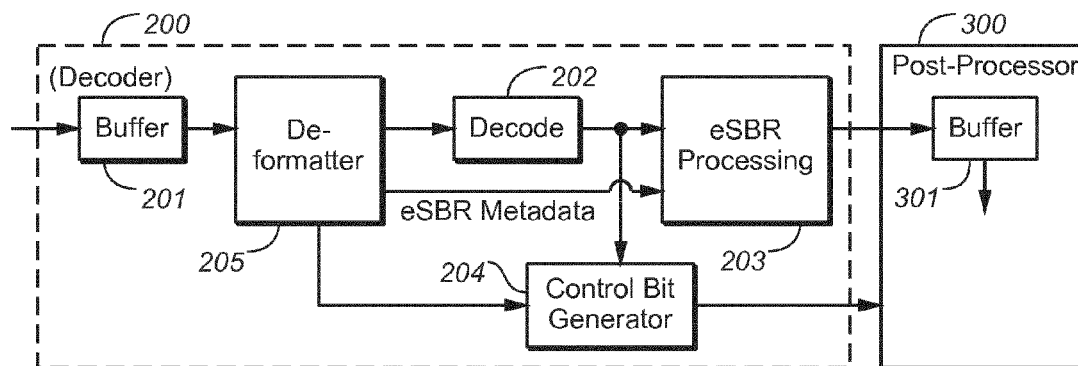 200
300
(Decoder)
Post-Processor
202
Buffer
De-
formatter
Decode
eSBR
Processing
Buffer
201
eSBR Metadata
301
205
204
203
Control Bit
Generator